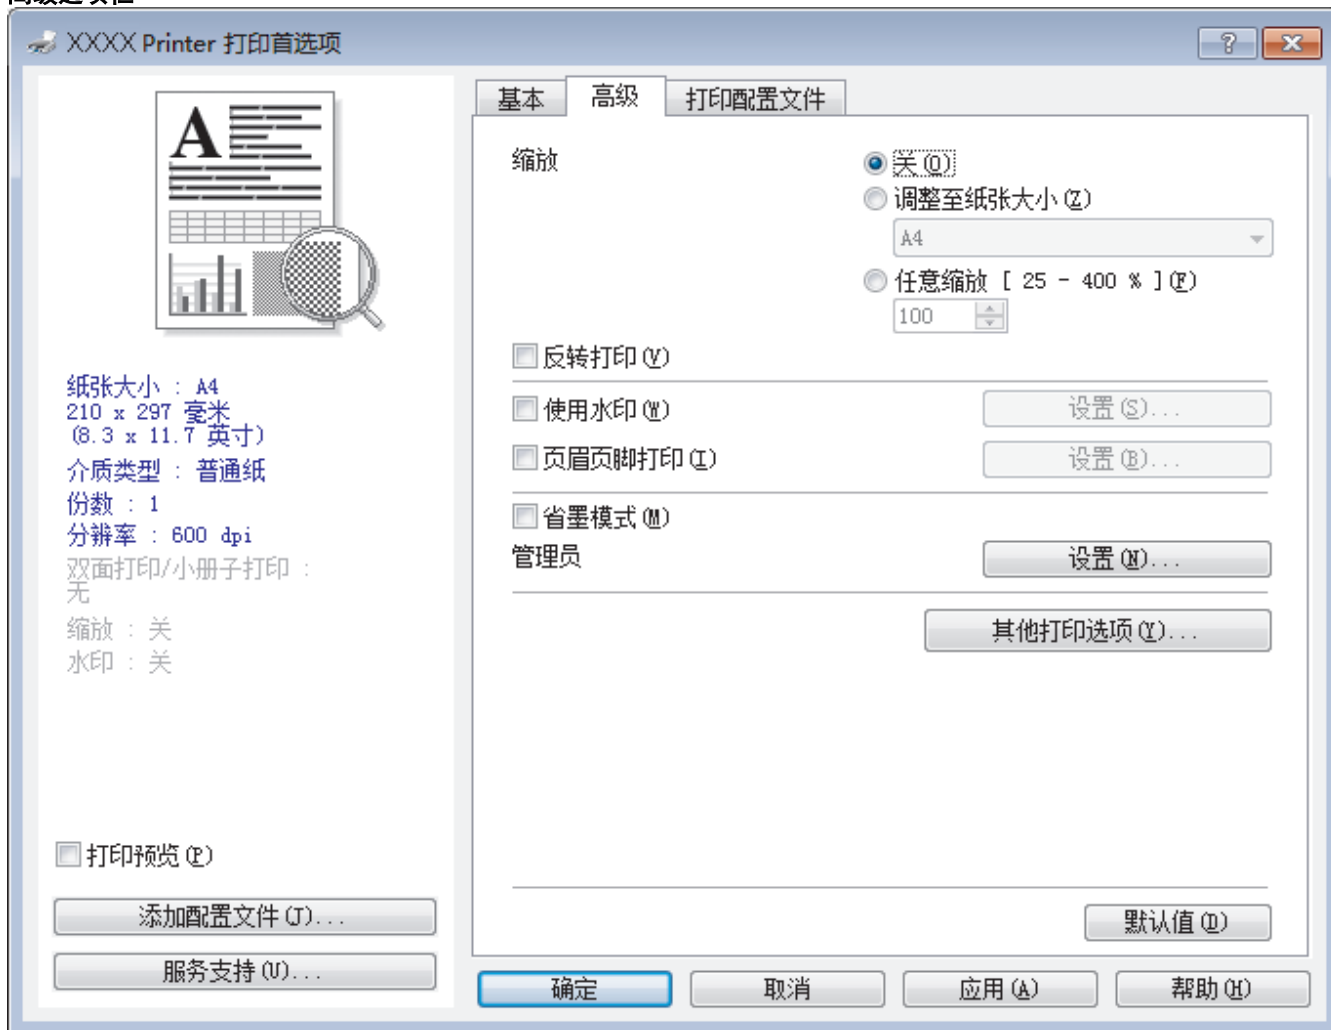 XXXX Printer 打印首选项
基本
高级
打印配置文件
A
纸张大小 : A4
210 x 297 毫米
(8.3 x 11.7 英寸)
介质类型 : 普通纸
份数 : 1
分辨率 : 600 dpi
双面打印/小册子打印 :
无
缩放 : 关
水印 : 关
打印预览(P)
添加配置文件(J)...
服务支持(U)...
缩放
关(O)
调整至纸张大小(Z)
A4
任意缩放 [ 25 - 400 % ](F)
100
反转打印(V)
使用水印(W)
设置(S)...
页眉页脚打印(I)
设置(B)...
省墨模式(M)
管理员
设置(N)...
其他打印选项(Y)...
默认值(D)
确定
取消
应用(A)
帮助(H)